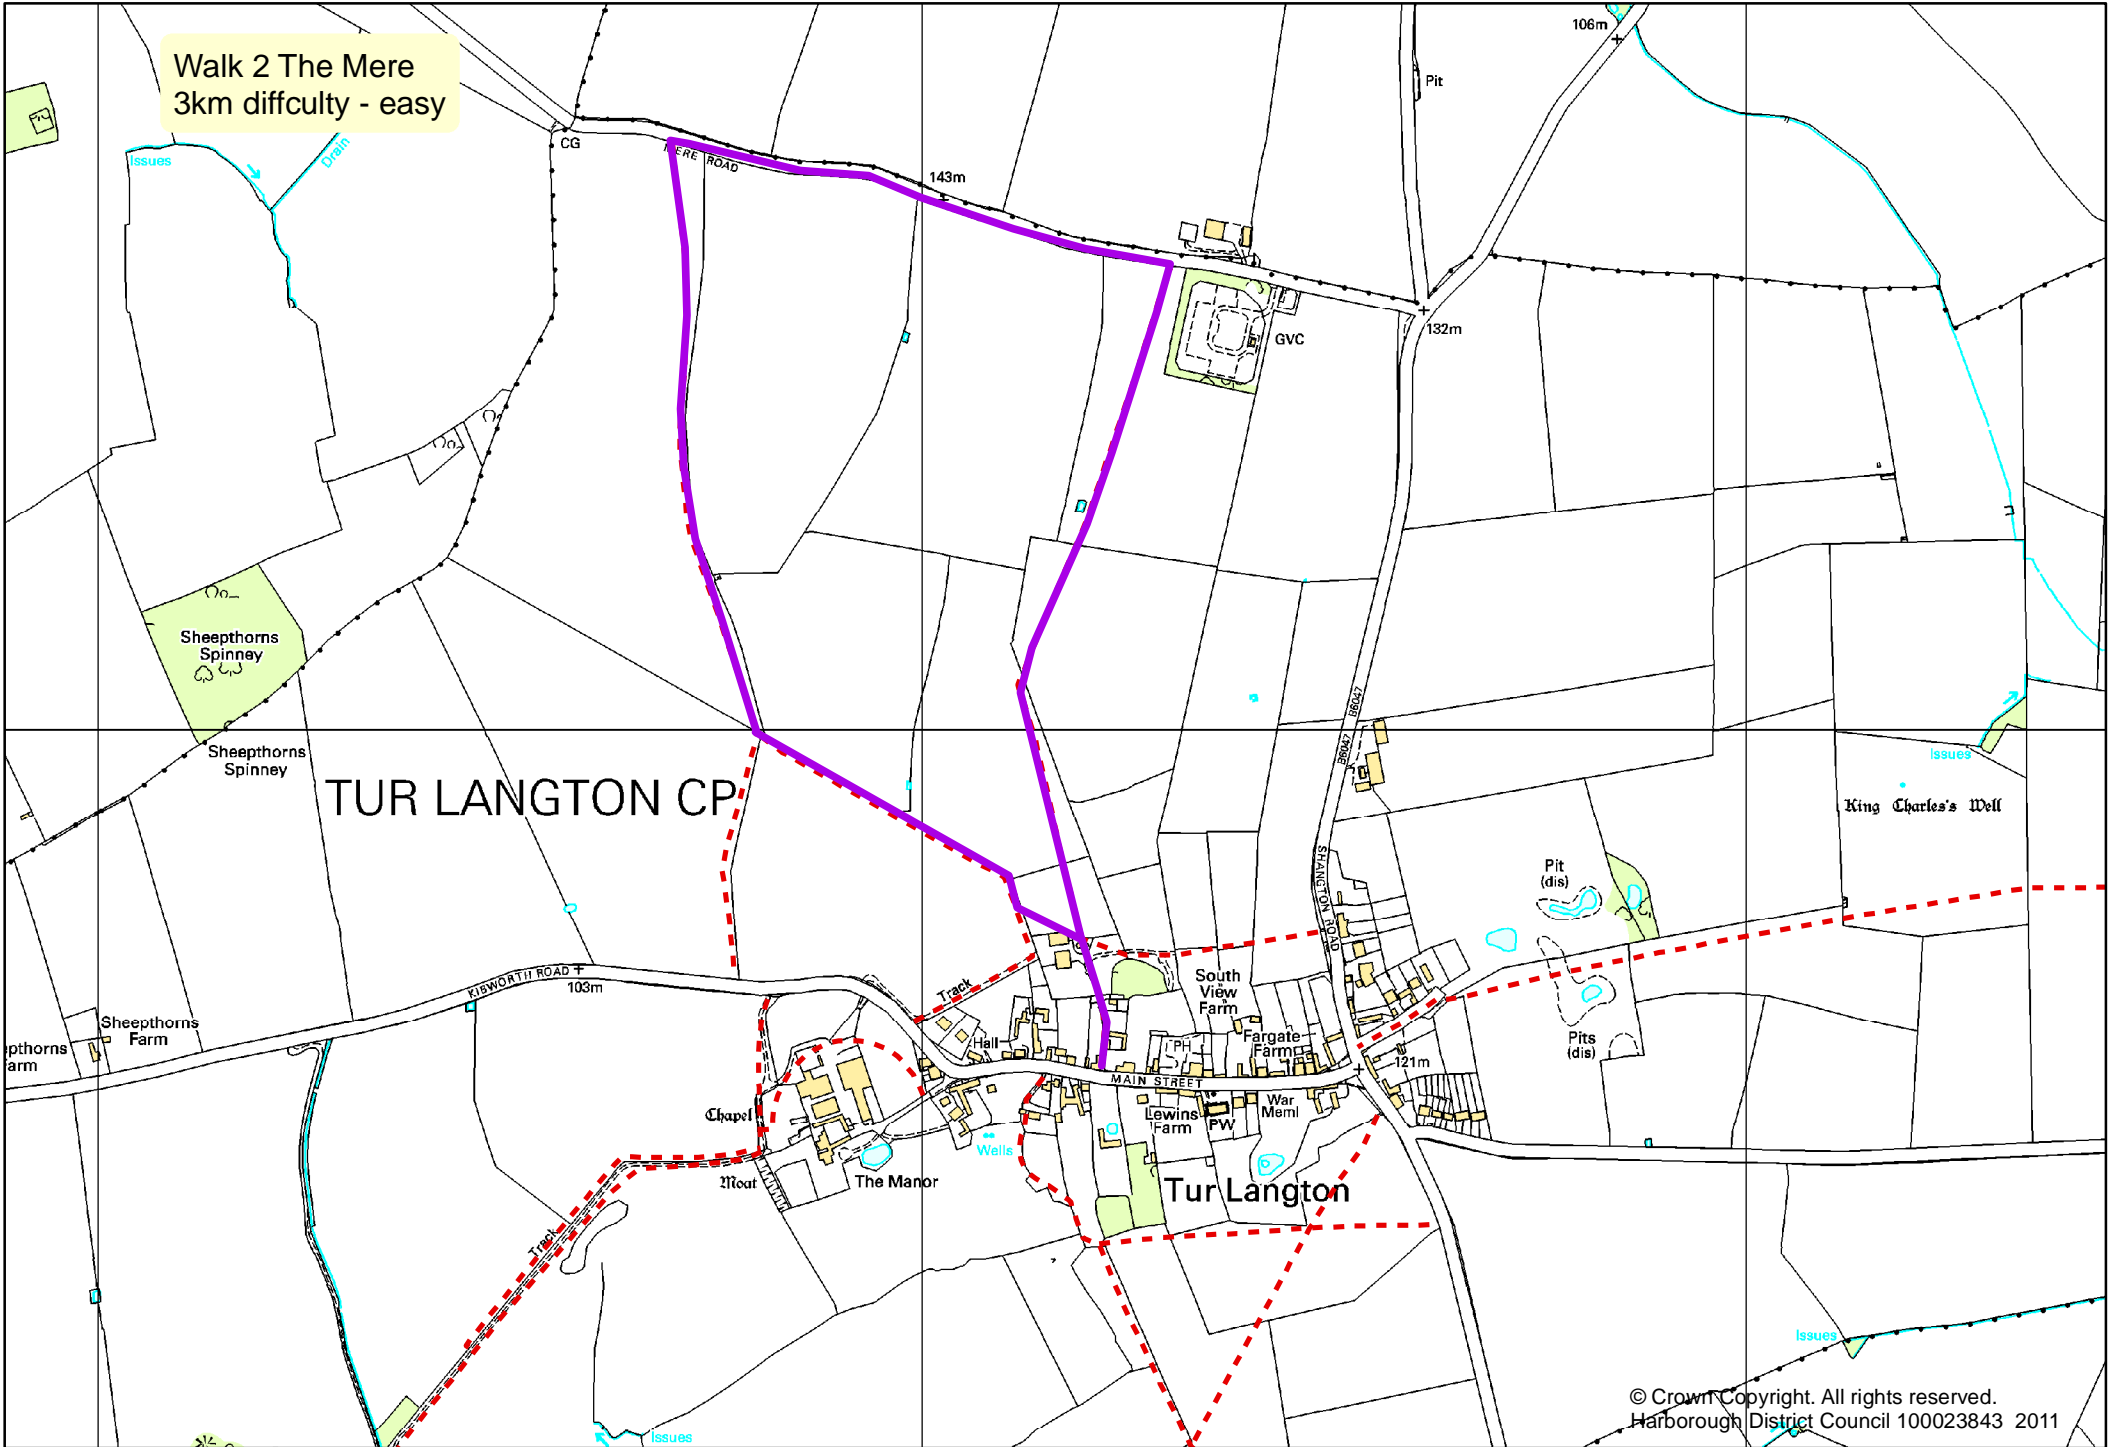 Walk 2 The Mere
3km diffculty - easy
106m
Pit
CG
Issues
Drain
MERE ROAD
143m
132m
GVC
Sheepthorns
Spinney
Sheepthorns
Spinney
B6047
B6047
Issues
TUR LANGTON CP
King Charles's Well
SHANGTON ROAD
Pit
(dis)
KIBWORTH ROAD
103m
Track
South
View
Farm
Sheepthorns
Farm
epthorns
arm
Hall
PH
Fargate
Farm
Pits
(dis)
121m
MAIN STREET
Chapel
Lewins
Farm
PW
War
Meml
Wells
Moat
The Manor
Tur Langton
Track
Issues
Issues
© Crown Copyright. All rights reserved.
Harborough District Council 100023843 2011